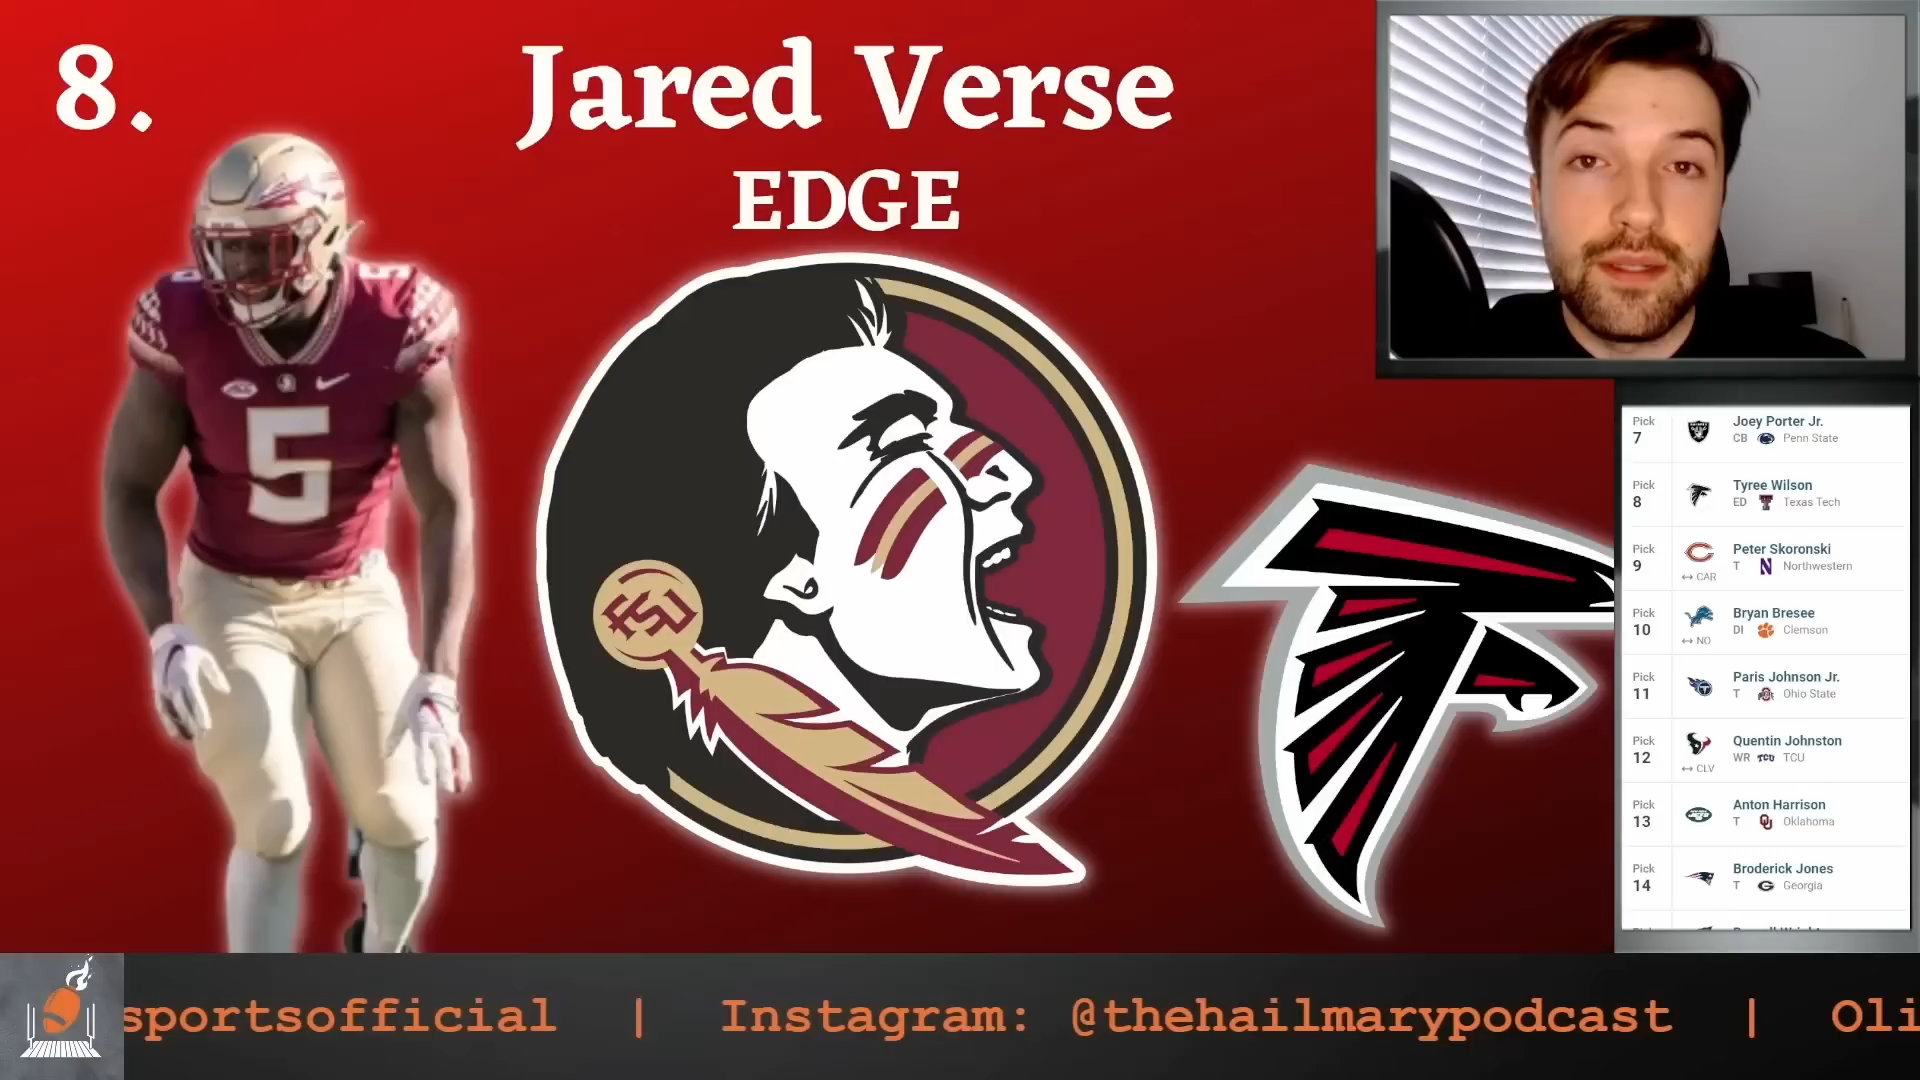 8.
Jared Verse
EDGE
5
5
FSU
Pick
7
Joey Porter Jr.
CB Penn State
Pick
8
Tyree Wilson
ED Texas Tech
Pick
9
↔ CAR
Peter Skoronski
T Northwestern
Pick
10
↔ NO
Bryan Bresee
DI Clemson
Pick
11
Paris Johnson Jr.
T Ohio State
Pick
12
↔ CLV
Quentin Johnston
WR TCU TCU
Pick
13
Anton Harrison
T Oklahoma
Pick
14
Broderick Jones
T G Georgia
sportsofficial | Instagram: @thehailmarypodcast | Oli